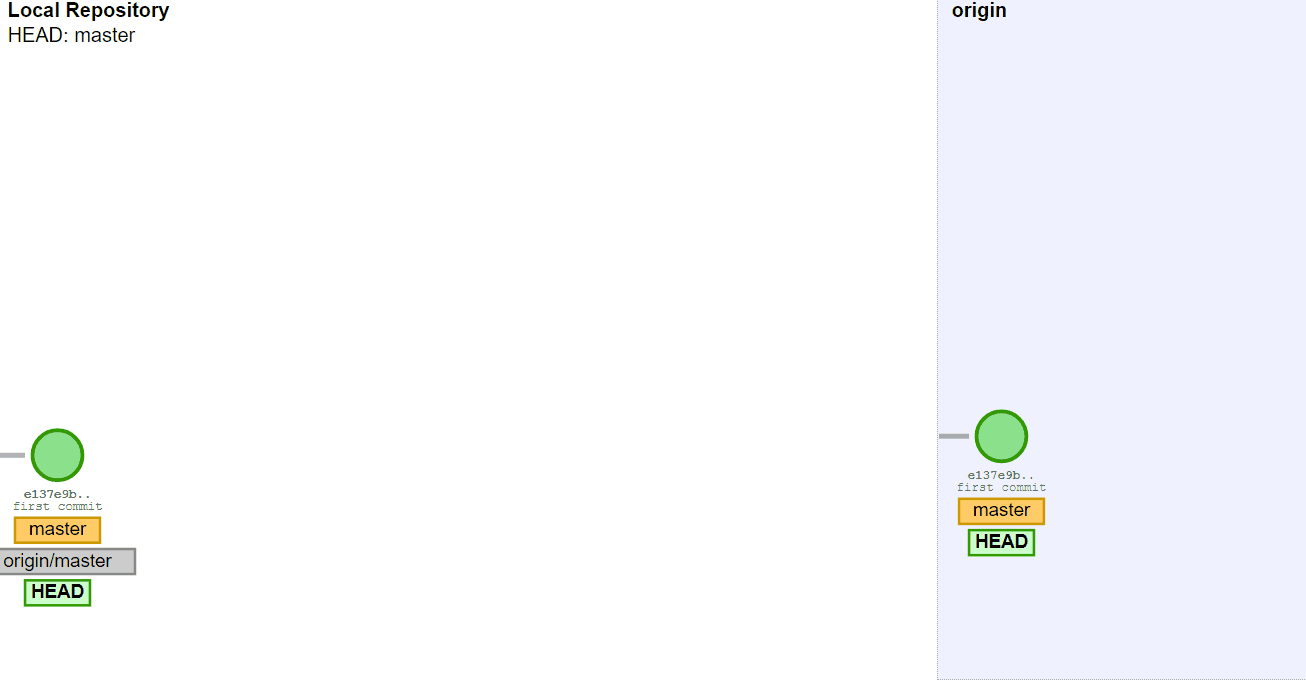 Local Repository
HEAD: master
e137e9b..
first commit
master
origin/master
HEAD
origin
e137e9b..
first commit
master
HEAD